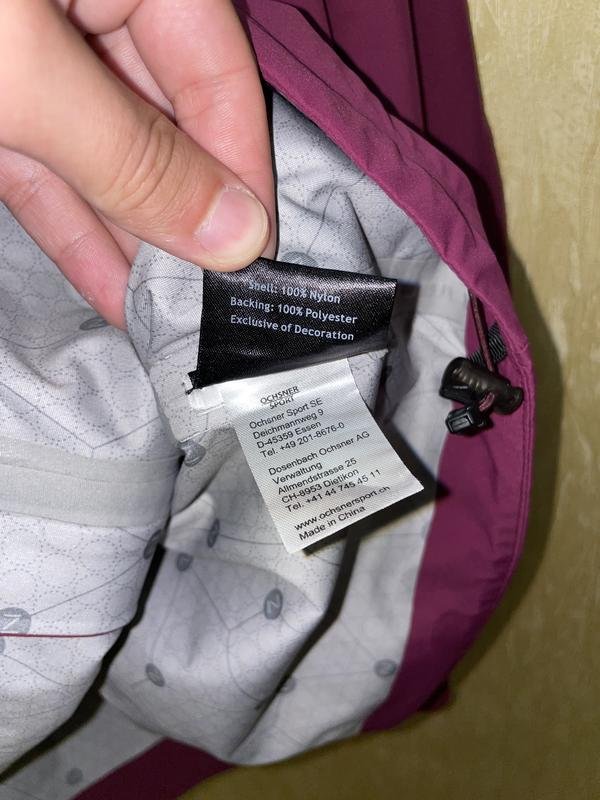 Shell: 100% Nylon
Backing: 100% Polyester
Exclusive of Decoration
OCHSNER
SPORT
Ochsner Sport SE
Deichmannweg 9
D-45359 Essen
Tel. +49 201-8676-0
Dosenbach Ochsner AG
Verwaltung
Allmendstrasse 25
CH-8953 Dietikon
Tel. +41 44 745 45 11
www.ochsnersport.ch
Made in China